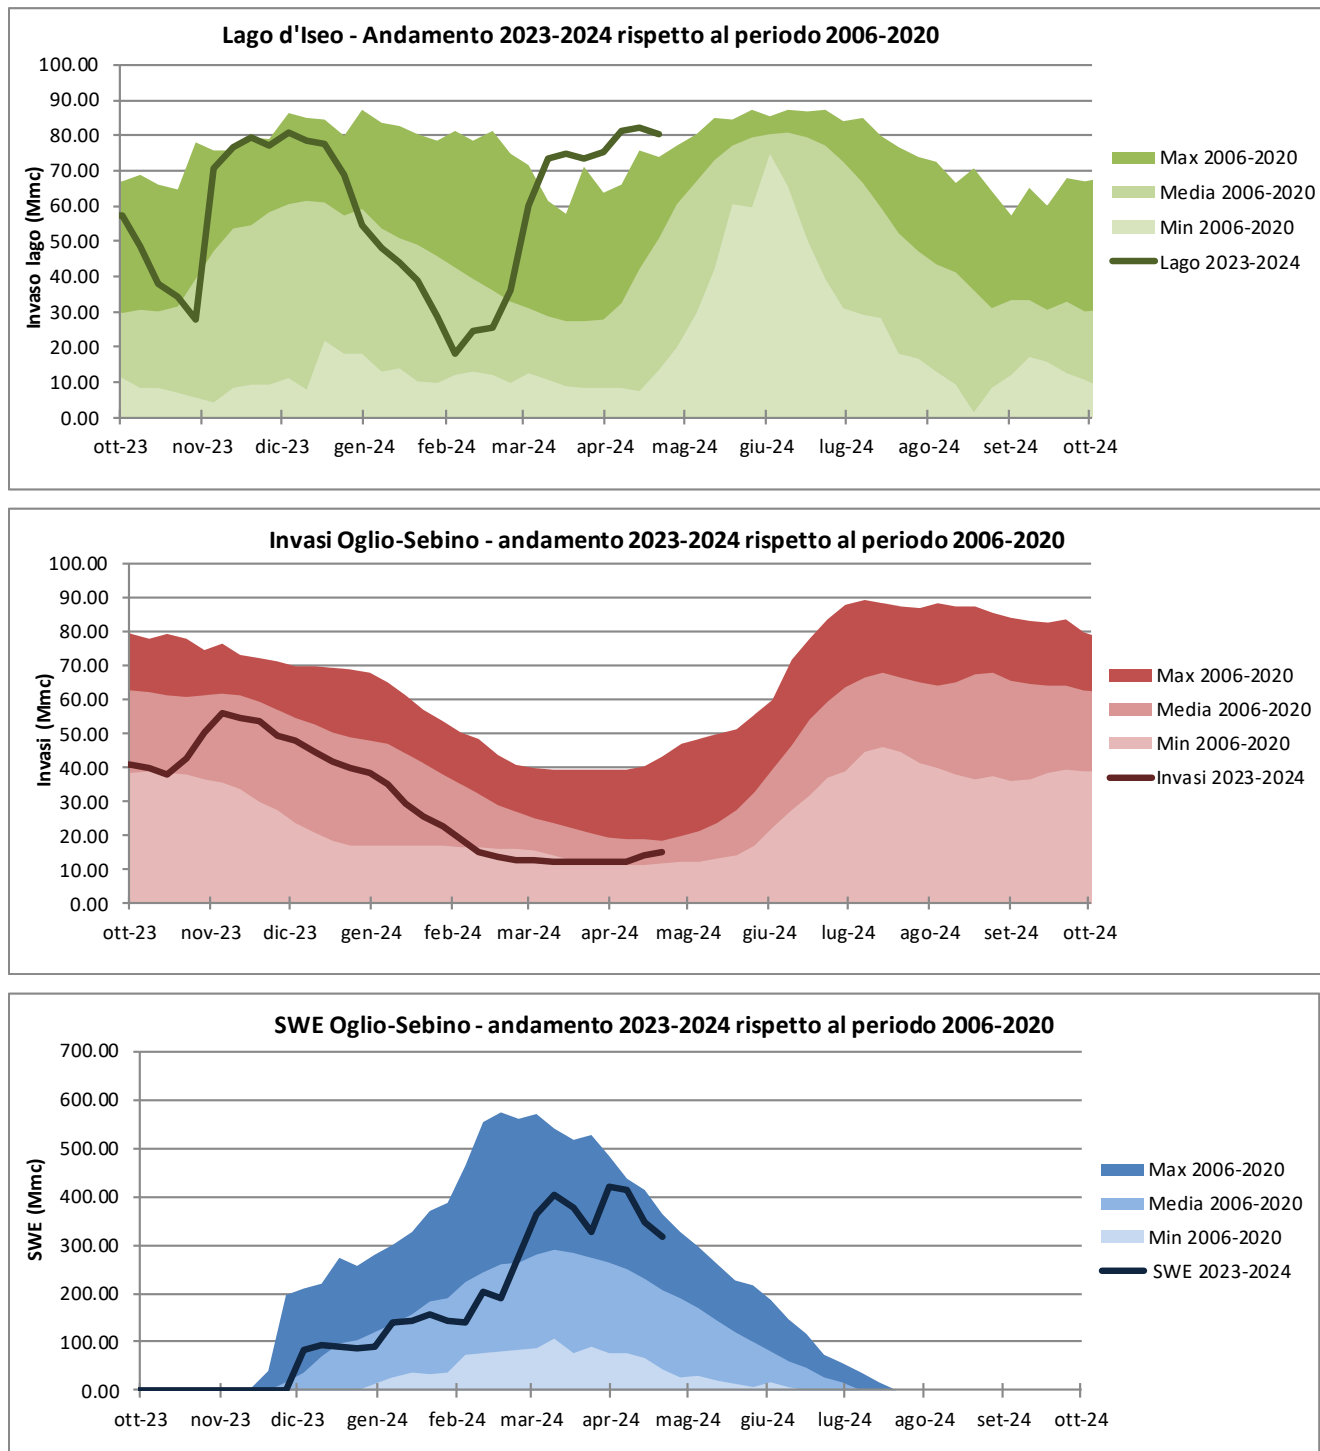 Lago d'Iseo - Andamento 2023-2024 rispetto al periodo 2006-2020
Invaso lago (Mmc)
100.00
90.00
80.00
70.00
60.00
50.00
40.00
30.00
20.00
10.00
0.00
ott-23 nov-23 dic-23 gen-24 feb-24 mar-24 apr-24 mag-24 giu-24 lug-24 ago-24 set-24 ott-24
Max 2006-2020
Media 2006-2020
Min 2006-2020
Lago 2023-2024
Invasi Oglio-Sebino - andamento 2023-2024 rispetto al periodo 2006-2020
Invasi (Mmc)
100.00
90.00
80.00
70.00
60.00
50.00
40.00
30.00
20.00
10.00
0.00
ott-23 nov-23 dic-23 gen-24 feb-24 mar-24 apr-24 mag-24 giu-24 lug-24 ago-24 set-24 ott-24
Max 2006-2020
Media 2006-2020
Min 2006-2020
Invasi 2023-2024
SWE Oglio-Sebino - andamento 2023-2024 rispetto al periodo 2006-2020
SWE (Mmc)
700.00
600.00
500.00
400.00
300.00
200.00
100.00
0.00
ott-23 nov-23 dic-23 gen-24 feb-24 mar-24 apr-24 mag-24 giu-24 lug-24 ago-24 set-24 ott-24
Max 2006-2020
Media 2006-2020
Min 2006-2020
SWE 2023-2024